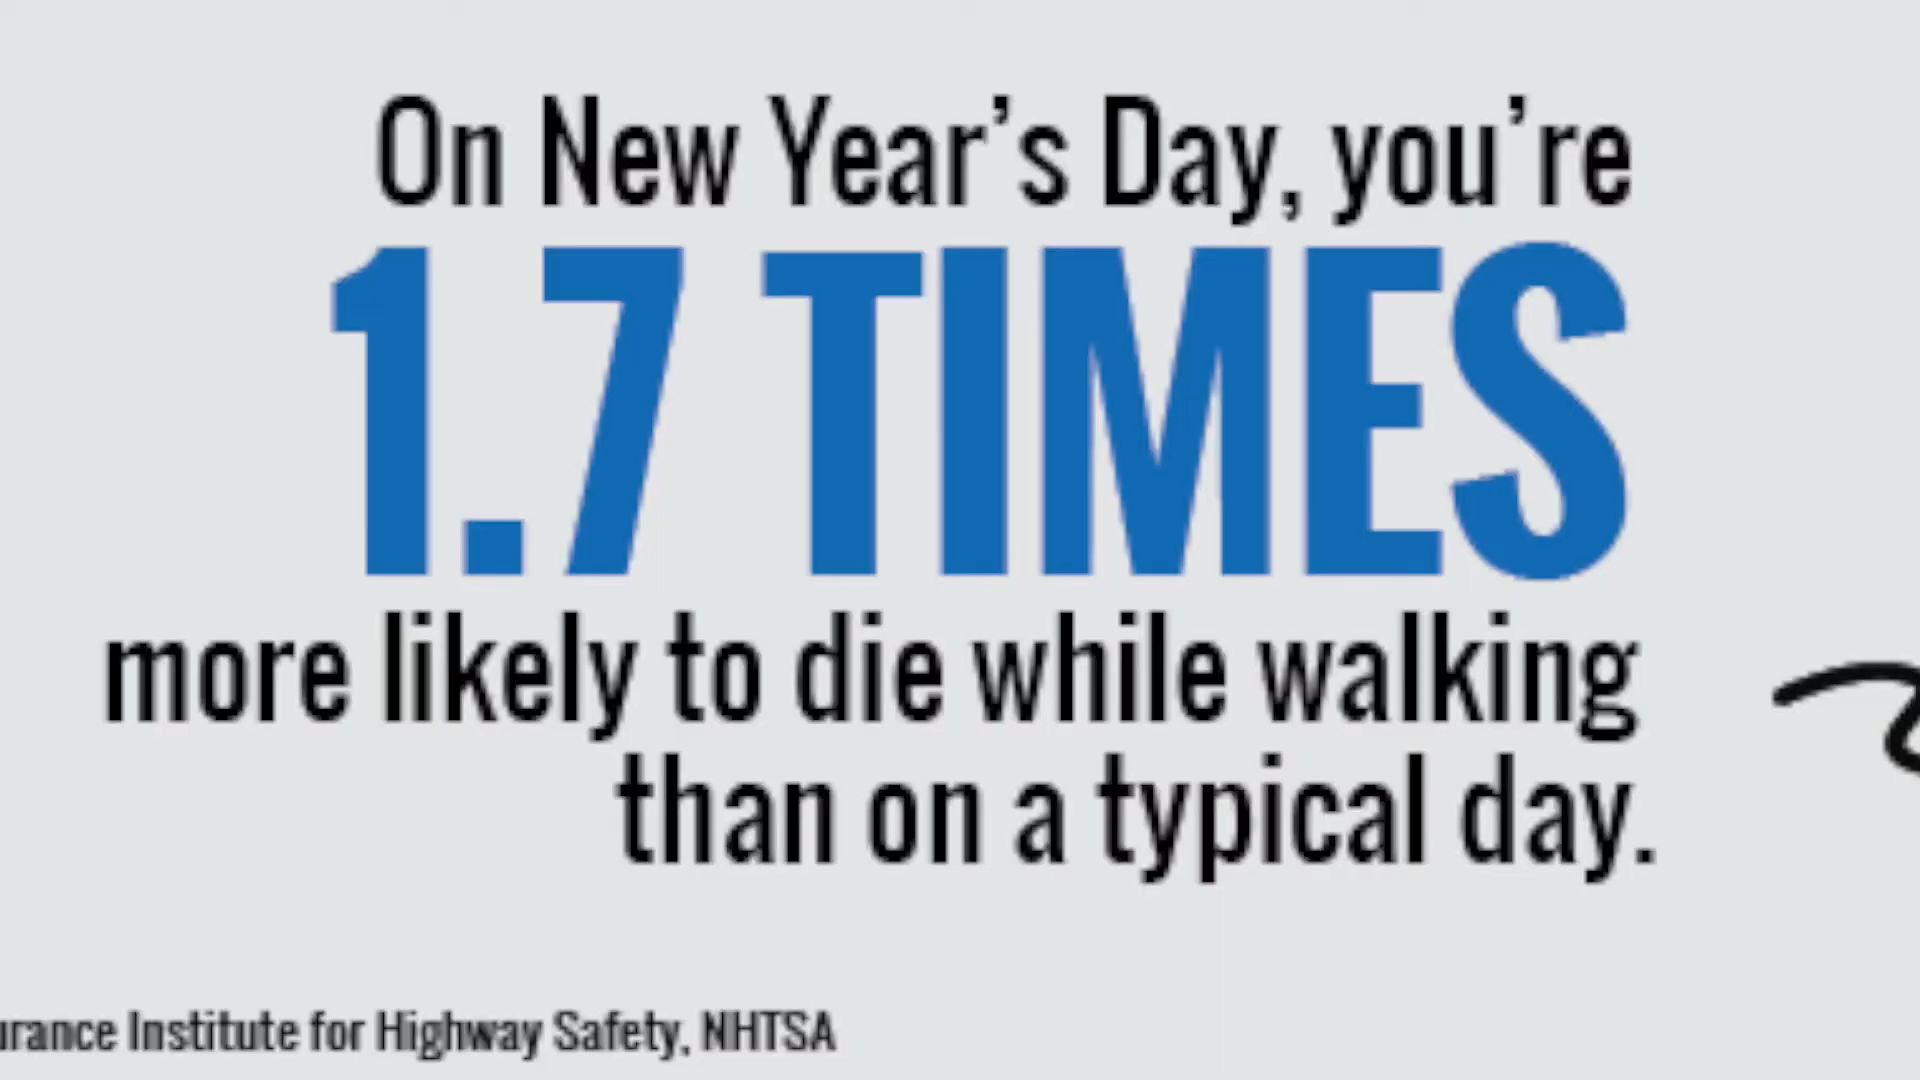 On New Year’s Day, you’re
1.7 TIMES
more likely to die while walking
than on a typical day.
Institute for Highway Safety, NHTSA